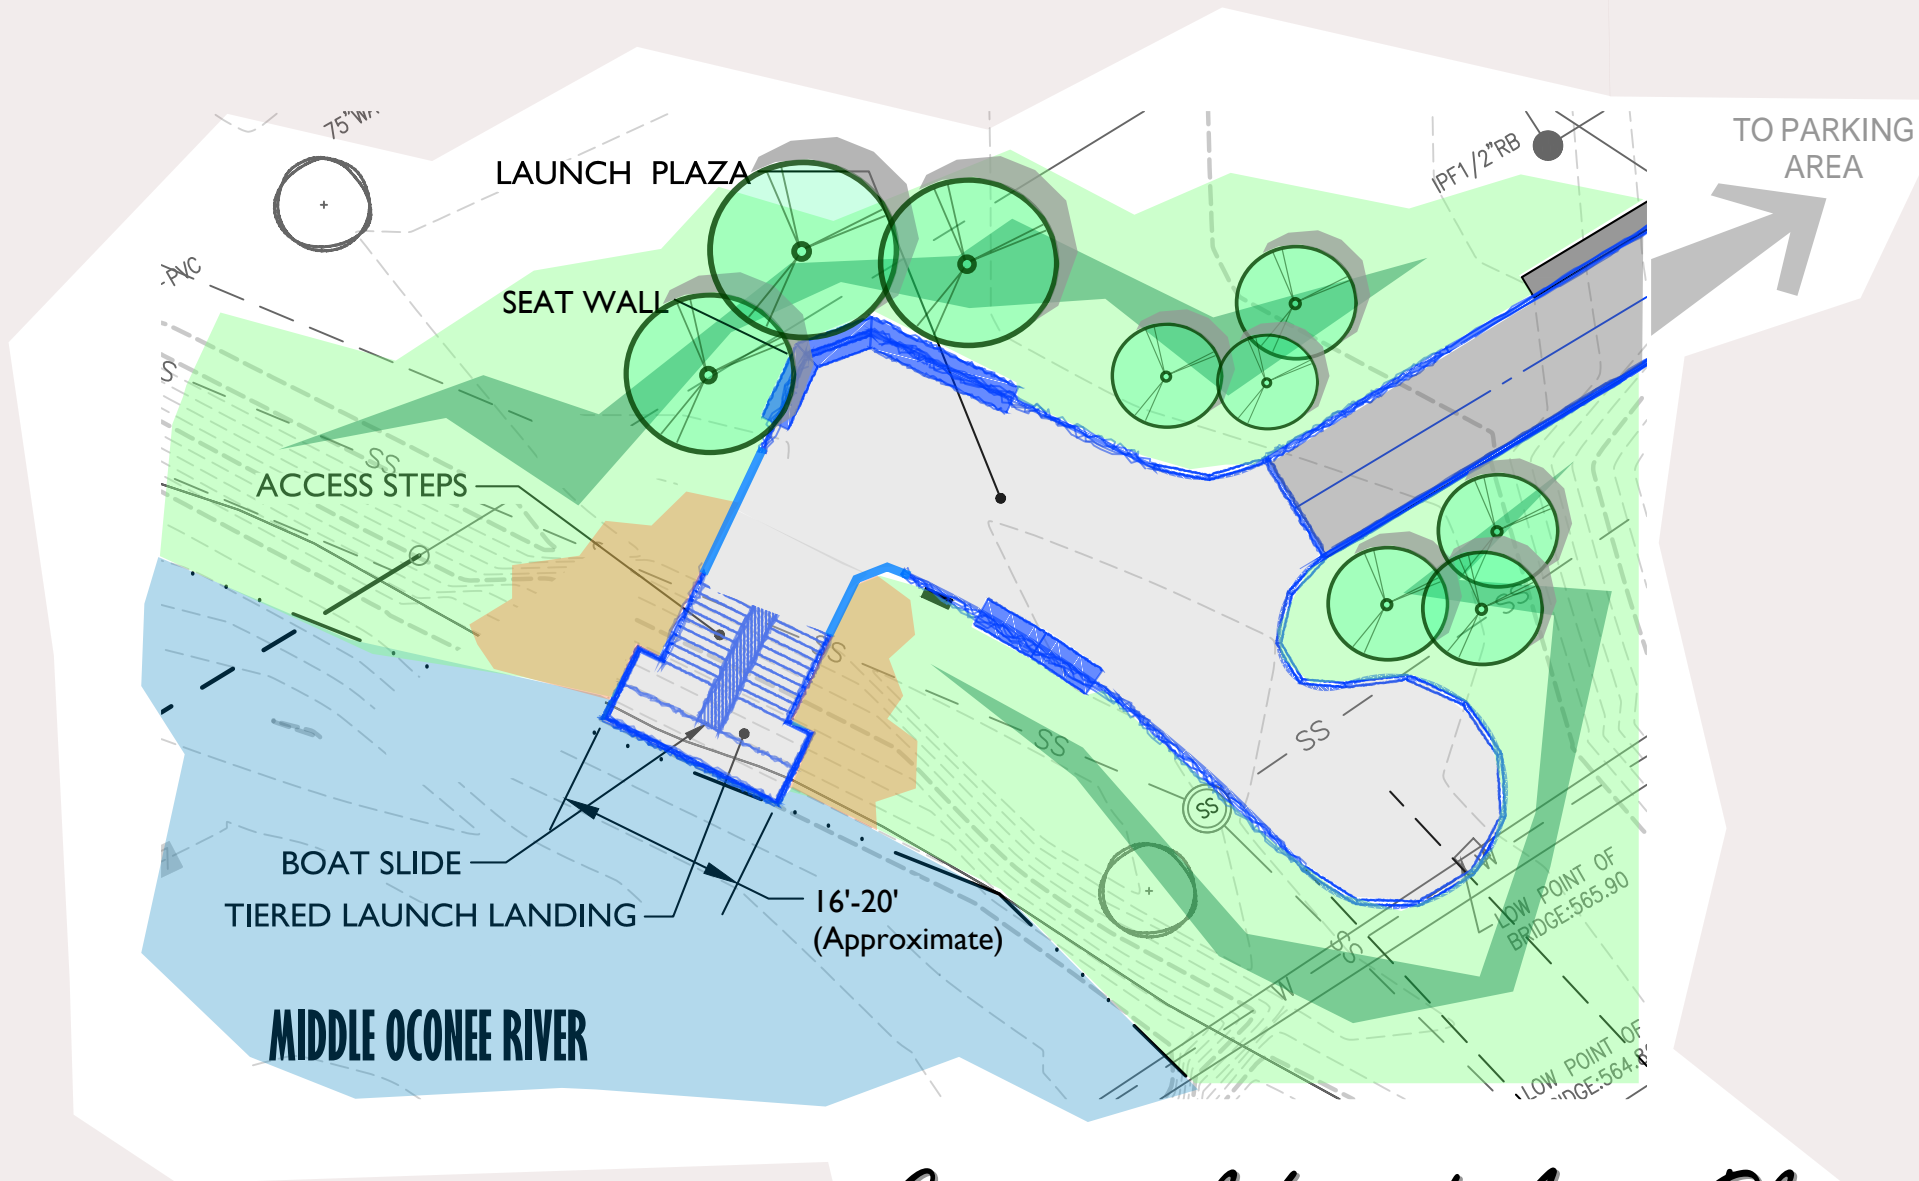 75"WA
IPF1/2"RB
TO PARKING
AREA
LAUNCH PLAZA
PVC
SEAT WALL
S
SS
ACCESS STEPS
SS
SS
SS
SS
SS
BOAT SLIDE
TIERED LAUNCH LANDING
16'-20'
(Approximate)
W
LOW POINT OF
BRIDGE:565.90
SS
W
MIDDLE OCONEE RIVER
LOW POINT OF